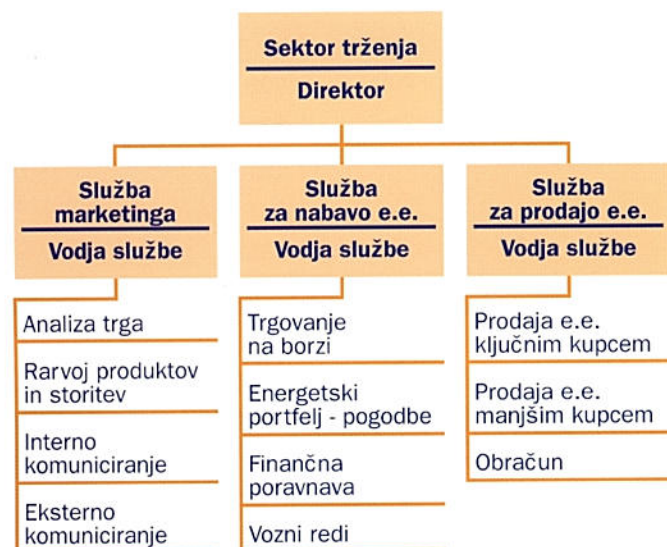 Sektor trženja
Direktor
Služba
marketinga
Vodja službe
Analiza trga
Rarvoj produktov
in storitev
Interno
komuniciranje
Eksterno
komuniciranje
Služba
za nabavo e.e.
Vodja službe
Trgovanje
na borzi
Energetski
portfelj - pogodbe
Finančna
poravnava
Vozni redi
Služba
za prodajo e.e.
Vodja službe
Prodaja e.e.
ključnim kupcem
Prodaja e.e.
manjšim kupcem
Obračun